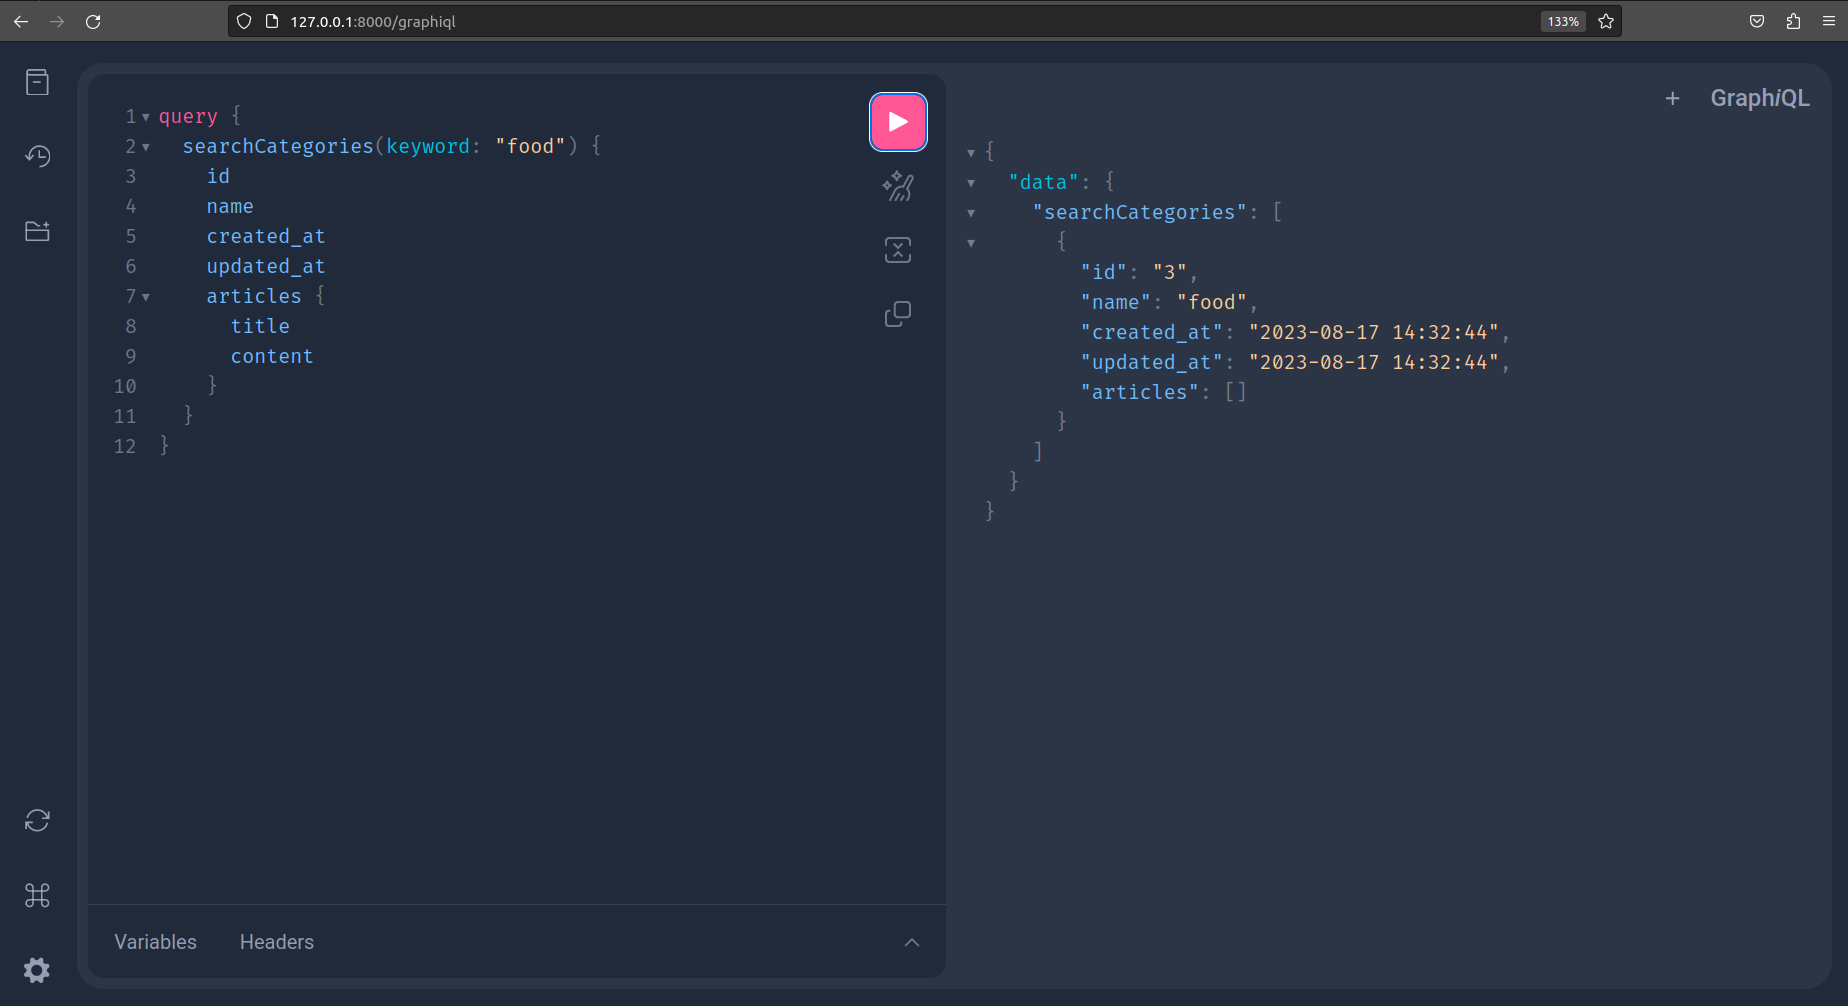 127.0.0.1:8000/graphiql
133%
1 query {
2 searchCategories(keyword: "food") {
3 id
4 name
5 created_at
6 updated_at
7 articles {
8 title
9 content
10 }
11 }
12 }
Variables Headers
+ GraphiQL
{
"data": {
"searchCategories": [
{
"id": "3",
"name": "food",
"created_at": "2023-08-17 14:32:44",
"updated_at": "2023-08-17 14:32:44",
"articles": []
}
]
}
}